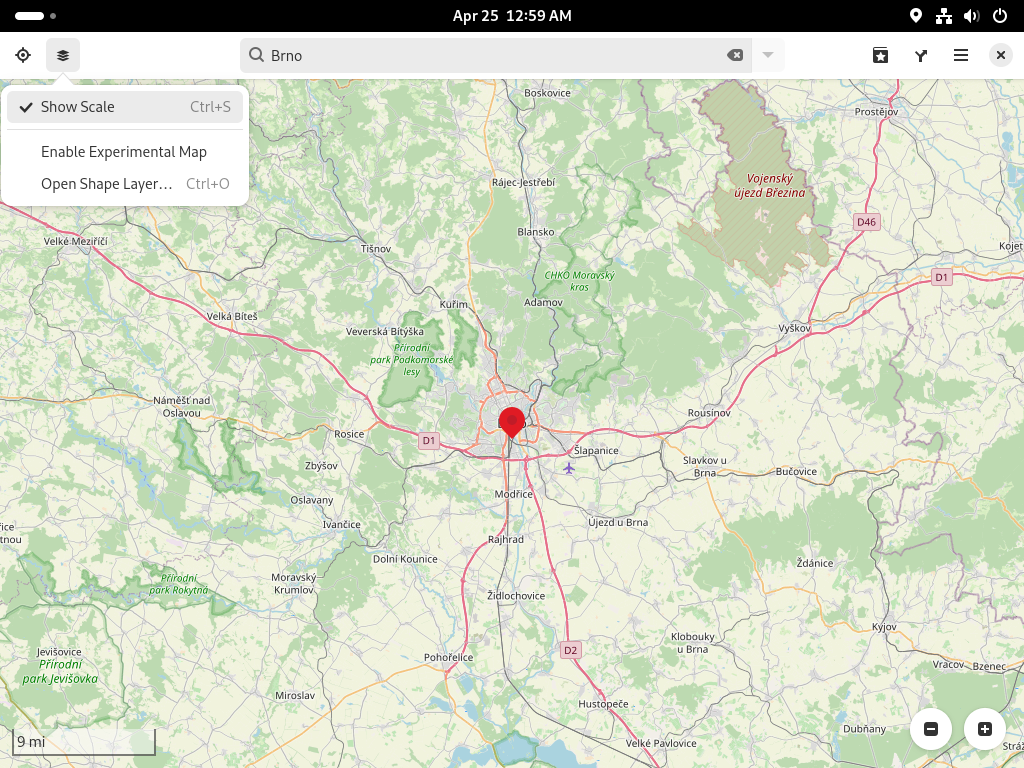 Apr 25 12:59 AM
Brno
Show Scale Ctrl+S
Enable Experimental Map
Open Shape Layer… Ctrl+O
Boskovice
Prostějov
Rájec-Jestřebí
Vojenský
újezd Březina
D46
Blansko
Velké Meziříčí
Tišnov
Kojet
CHKO Moravský
kras
D1
Kuřim
Adamov
Velká Bíteš
Veverská Bítýška
Vyškov
Přírodní
park Podkomorské
lesy
Náměšť nad
Oslavou
Rousínov
Rosice
D1
Šlapanice
Zbýšov
Slavkov u
Brna
Bučovice
Modřice
Oslavany
Ivančice
Újezd u Brna
Rajhrad
Dolní Kounice
Ždánice
Moravský
Krumlov
Přírodní
park Rokytná
Židlochovice
Kyjov
Klobouky
u Brna
Jevišovice
Přírodní
park Jevišovka
D2
Pohořelice
Vracov
Bzenec
Miroslav
Hustopeče
Dubňany
Velké Pavlovice
9 mi